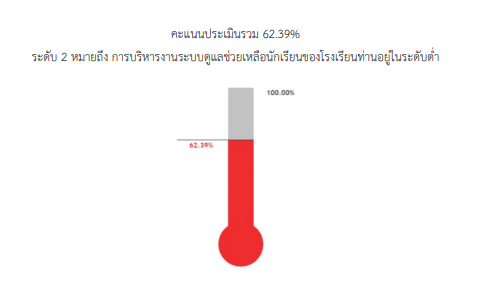 คะแนนประเมินรวม 62.39%
ระดับ 2 หมายถึง การบริหารงานระบบดูแลช่วยเหลือนักเรียนของโรงเรียนท่านอยู่ในระดับต่ำ
100.00%
62.39%